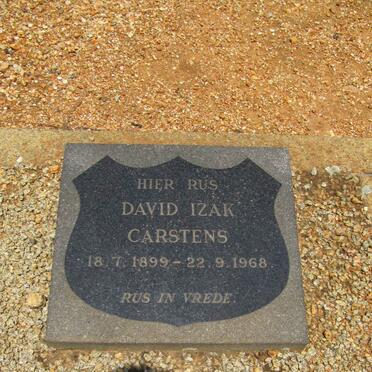 HIER RUS
DAVID IZAK
CARSTENS
18.7.1899 – 22.9.1968
RUS IN VREDE.